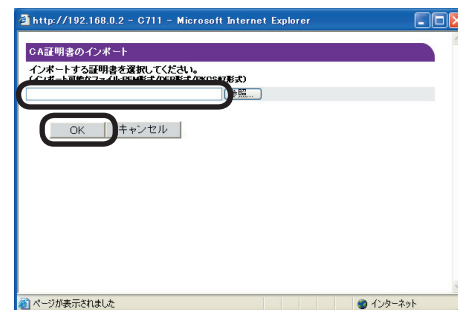 http://192.168.0.2 - C711 - Microsoft Internet Explorer
CA証明書のインポート
インポートする証明書を選択してください。
参照...
OK キャンセル
ページが表示されました インターネット